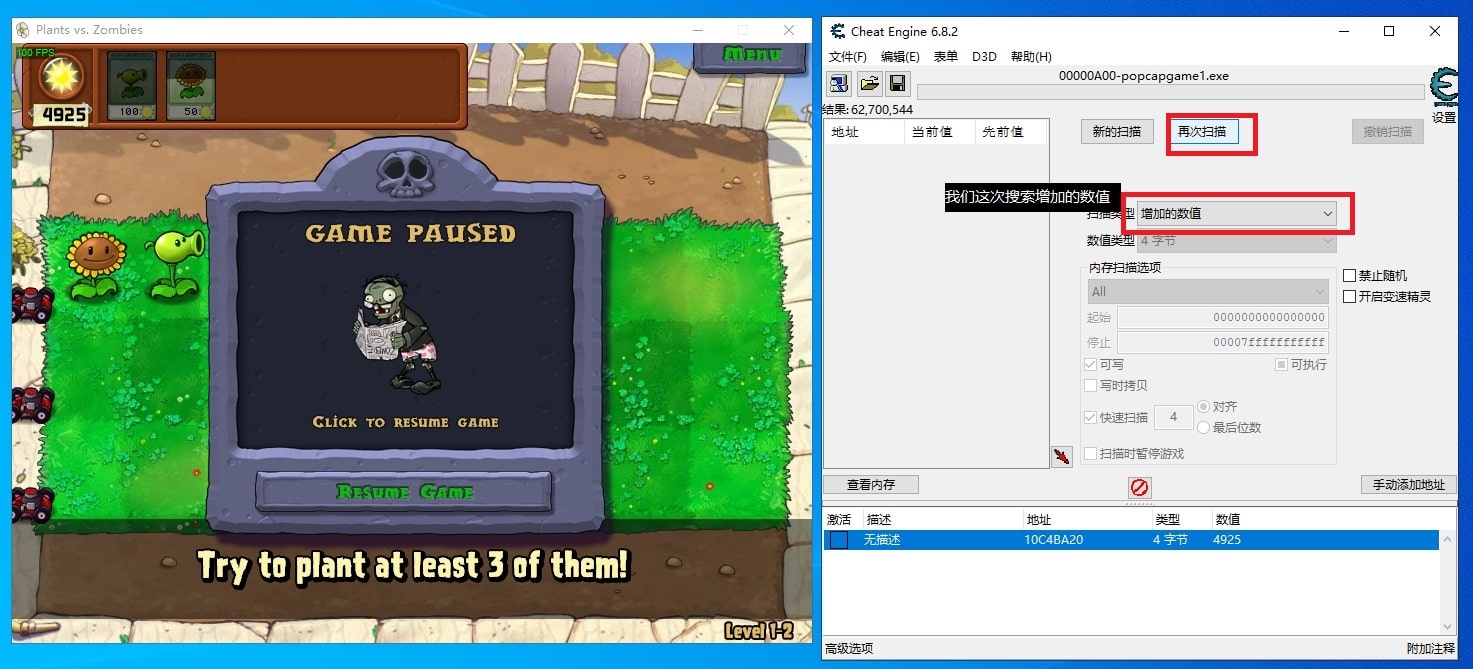 Plants vs. Zombies
100 FPS
4925
100
50
Menu
GAME PAUSED
CLICK TO RESUME GAME
RESUME GAME
Try to plant at least 3 of them!
Level 1-2
Cheat Engine 6.8.2
文件(F) 编辑(E) 表单 D3D 帮助(H)
00000A00-popcapgame1.exe
结果: 62,700,544
设置
地址 当前值 先前值
新的扫描 再次扫描 撤销扫描
我们这次搜索增加的数值
扫描类型 增加的数值
数值类型 4 字节
内存扫描选项
All
起始 0000000000000000
停止 00007fffffffffff
可写 可执行
写时拷贝
快速扫描 4 对齐
最后位数
扫描时暂停游戏
禁止随机
开启变速精灵
查看内存 手动添加地址
激活 描述 地址 类型 数值
无描述 10C4BA20 4 字节 4925
高级选项 附加注释